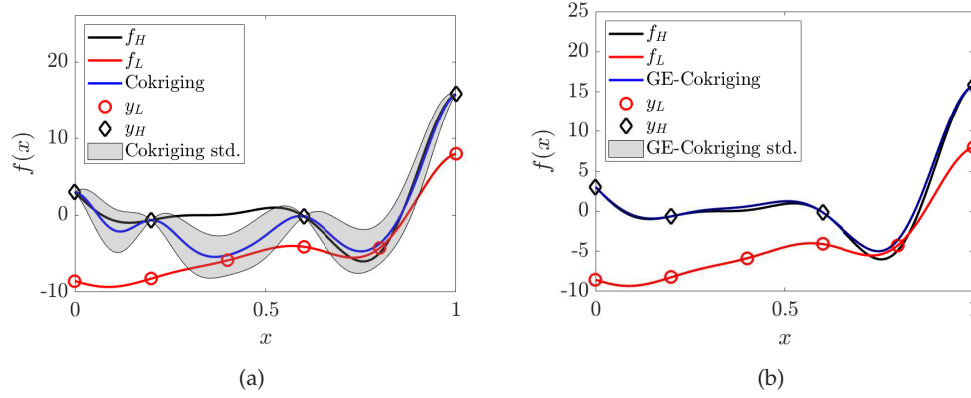 f_H
f_L
Cokriging
y_L
y_H
Cokriging std.
20
10
0
-10
f(x)
0
0.5
1
x
(a)
f_H
f_L
GE-Cokriging
y_L
y_H
GE-Cokriging std.
25
20
15
10
5
0
-5
-10
f(x)
0
0.5
1
x
(b)